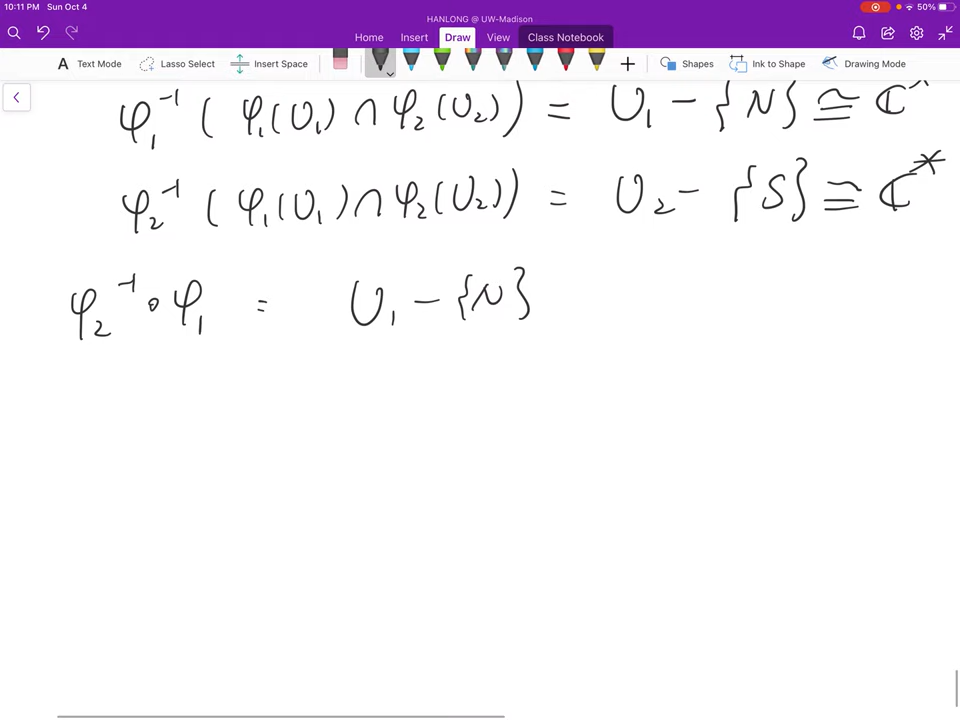 10:11 PM Sun Oct 4
HANLONG @ UW-Madison
50%
Home Insert Draw View Class Notebook
A Text Mode Lasso Select Insert Space Shapes Ink to Shape Drawing Mode
φ₁⁻¹ ( φ₁(U₁) ∩ φ₂(U₂) ) = U₁ - {N} ≅ ℂ*
φ₂⁻¹ ( φ₁(U₁) ∩ φ₂(U₂) ) = U₂ - {S} ≅ ℂ*
φ₂⁻¹ ∘ φ₁ = U₁ - {N}